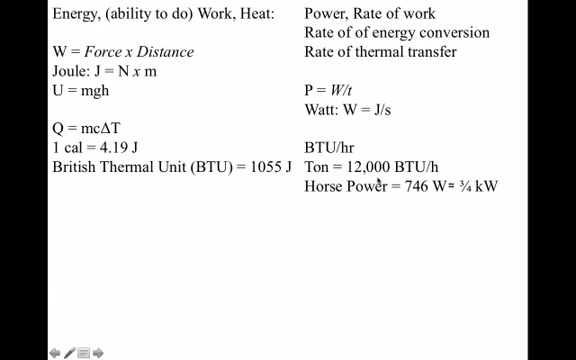 Energy, (ability to do) Work, Heat:
W = Force x Distance
Joule: J = N x m
U = mgh
Q = mcΔT
1 cal = 4.19 J
British Thermal Unit (BTU) = 1055 J
Power, Rate of work
Rate of of energy conversion
Rate of thermal transfer
P = W/t
Watt: W = J/s
BTU/hr
Ton = 12,000 BTU/h
Horse Power = 746 W≈ ¾ kW